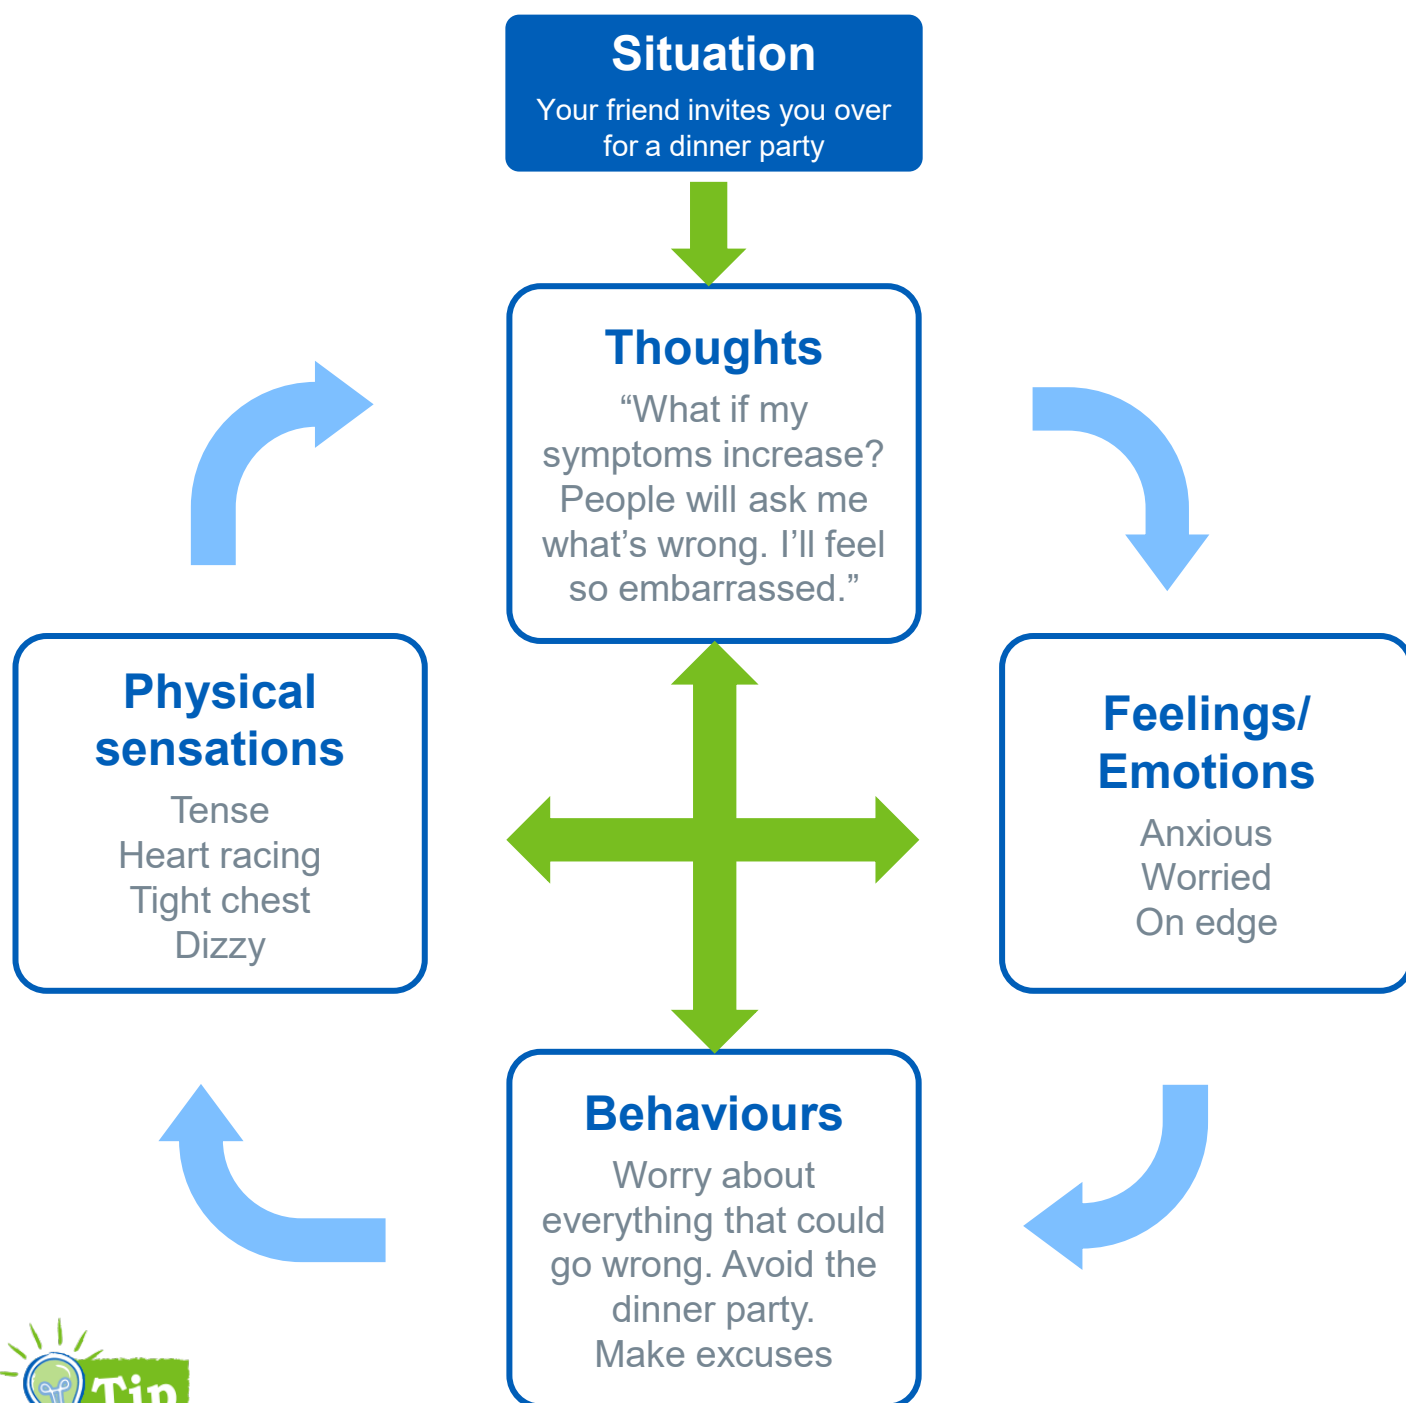 Situation
Your friend invites you over
for a dinner party
Thoughts
“What if my
symptoms increase?
People will ask me
what’s wrong. I’ll feel
so embarrassed.”
Physical
sensations
Tense
Heart racing
Tight chest
Dizzy
Feelings/
Emotions
Anxious
Worried
On edge
Behaviours
Worry about
everything that could
go wrong. Avoid the
dinner party.
Make excuses
Tip